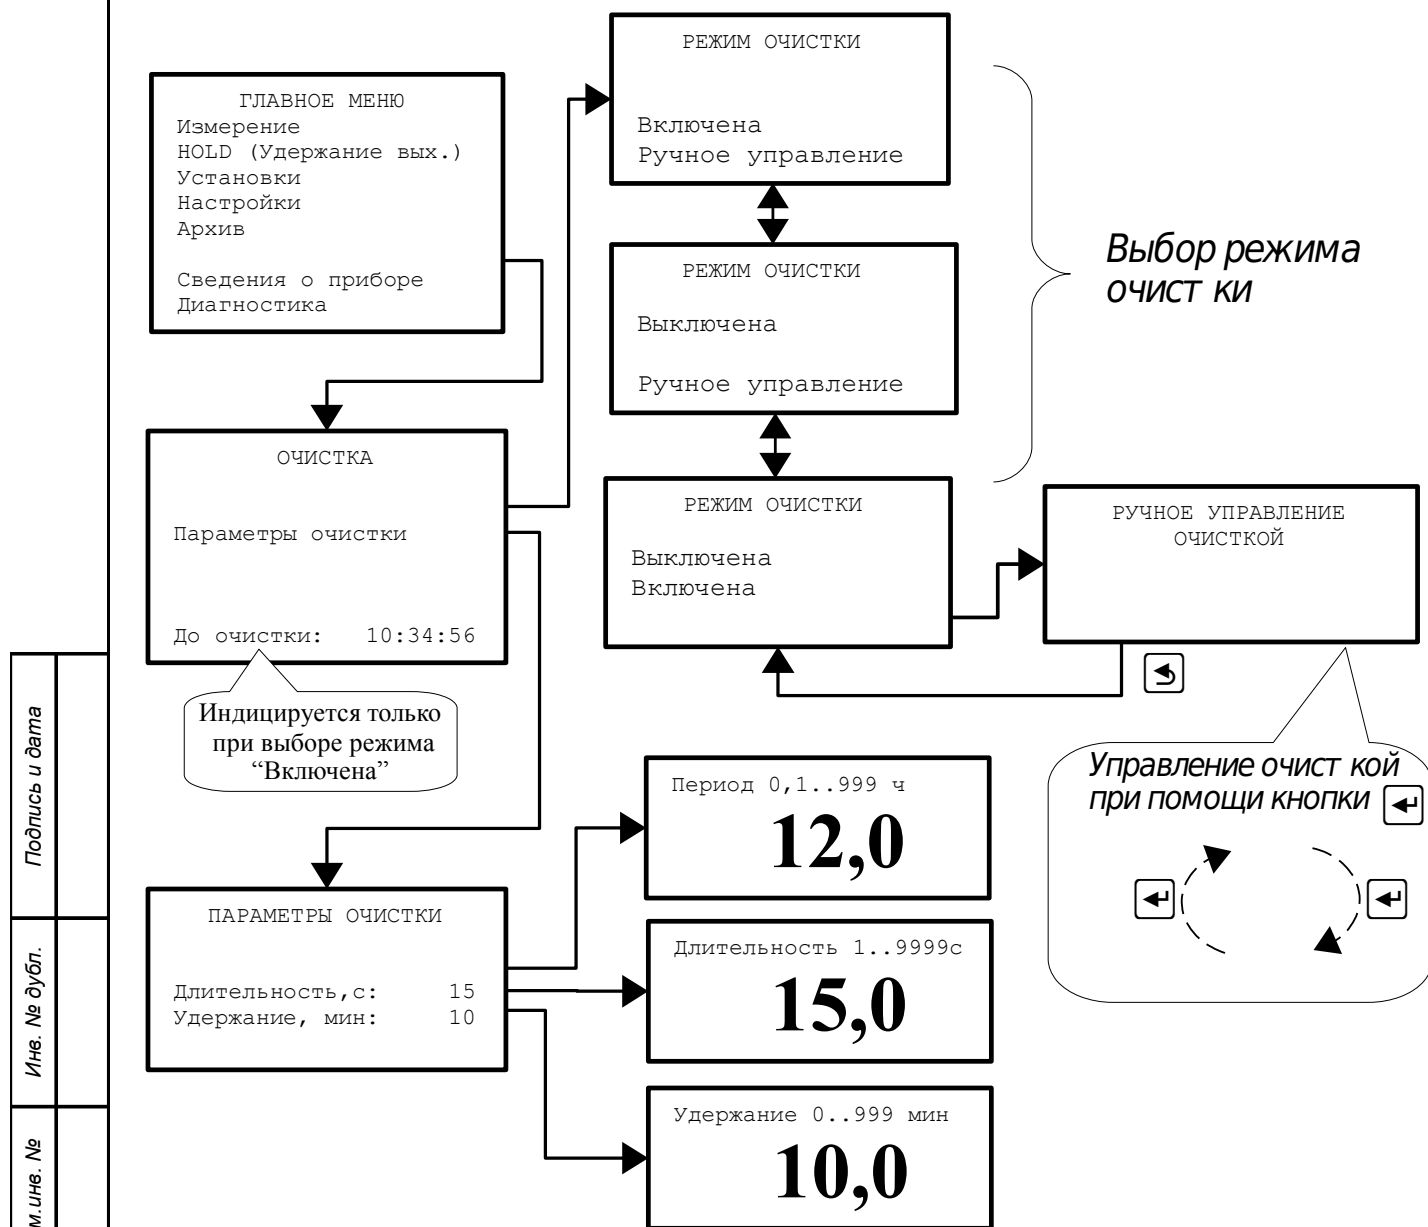 ГЛАВНОЕ МЕНЮ
Измерение
HOLD (Удержание вых.)
Установки
Настройки
Архив
Сведения о приборе
Диагностика
РЕЖИМ ОЧИСТКИ
Включена
Ручное управление
РЕЖИМ ОЧИСТКИ
Выключена
Ручное управление
РЕЖИМ ОЧИСТКИ
Выключена
Включена
Выбор режима
очист ки
РУЧНОЕ УПРАВЛЕНИЕ
ОЧИСТКОЙ
ОЧИСТКА
Параметры очистки
До очистки: 10:34:56
Индицируется только
при выборе режима
“Включена”
Управление очист кой
при помощи кнопки
ПАРАМЕТРЫ ОЧИСТКИ
Длительность,с: 15
Удержание, мин: 10
Период 0,1..999 ч
12,0
Длительность 1..9999с
15,0
Удержание 0..999 мин
10,0
Подпись и дата
Инв. № дубл.
м.инв. №